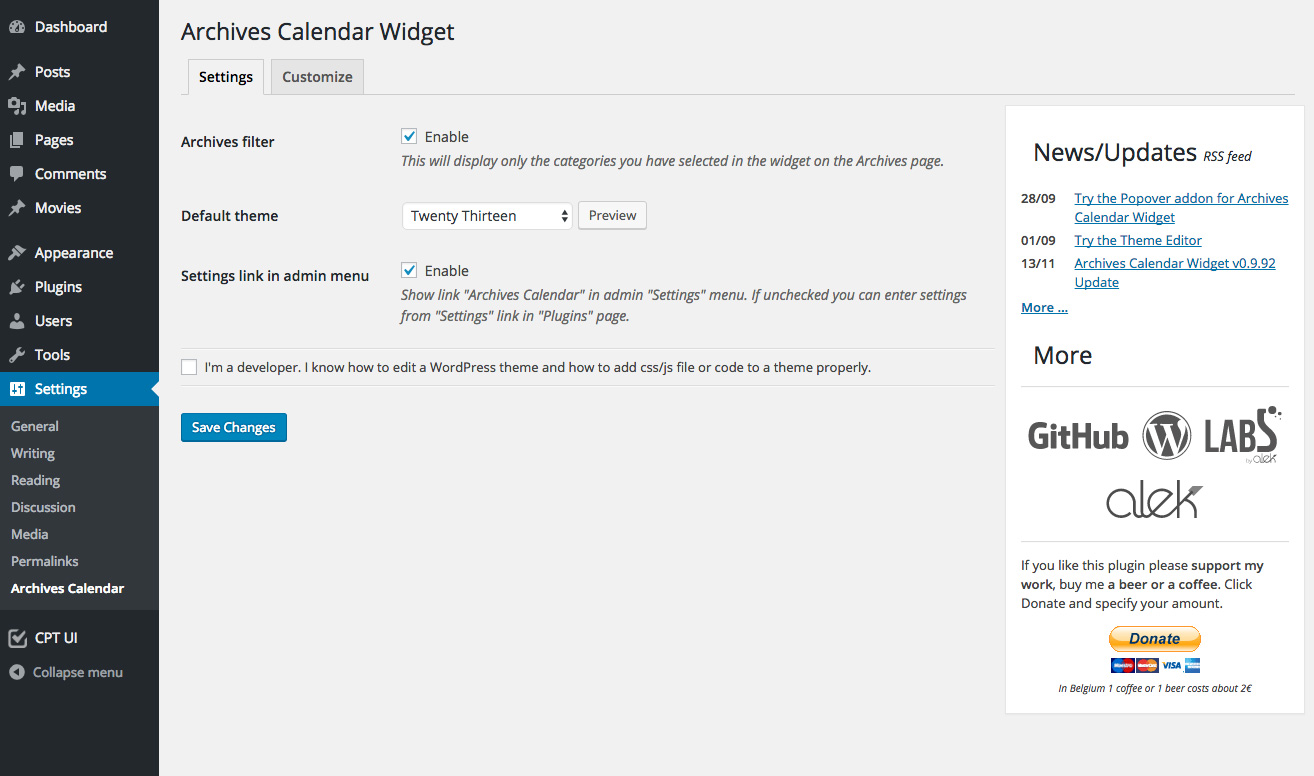 Dashboard
Posts
Media
Pages
Comments
Movies
Appearance
Plugins
Users
Tools
Settings
General
Writing
Reading
Discussion
Media
Permalinks
Archives Calendar
CPT UI
Collapse menu
Archives Calendar Widget
Settings
Customize
Archives filter
Enable
This will display only the categories you have selected in the widget on the Archives page.
Default theme
Twenty Thirteen
Preview
Settings link in admin menu
Enable
Show link "Archives Calendar" in admin "Settings" menu. If unchecked you can enter settings
from "Settings" link in "Plugins" page.
I'm a developer. I know how to edit a WordPress theme and how to add css/js file or code to a theme properly.
Save Changes
News/Updates RSS feed
28/09 Try the Popover addon for Archives
Calendar Widget
01/09 Try the Theme Editor
13/11 Archives Calendar Widget v0.9.92
Update
More ...
More
GitHub
W
LABS
by alek
alek
If you like this plugin please support my
work, buy me a beer or a coffee. Click
Donate and specify your amount.
Donate
VISA
In Belgium 1 coffee or 1 beer costs about 2€